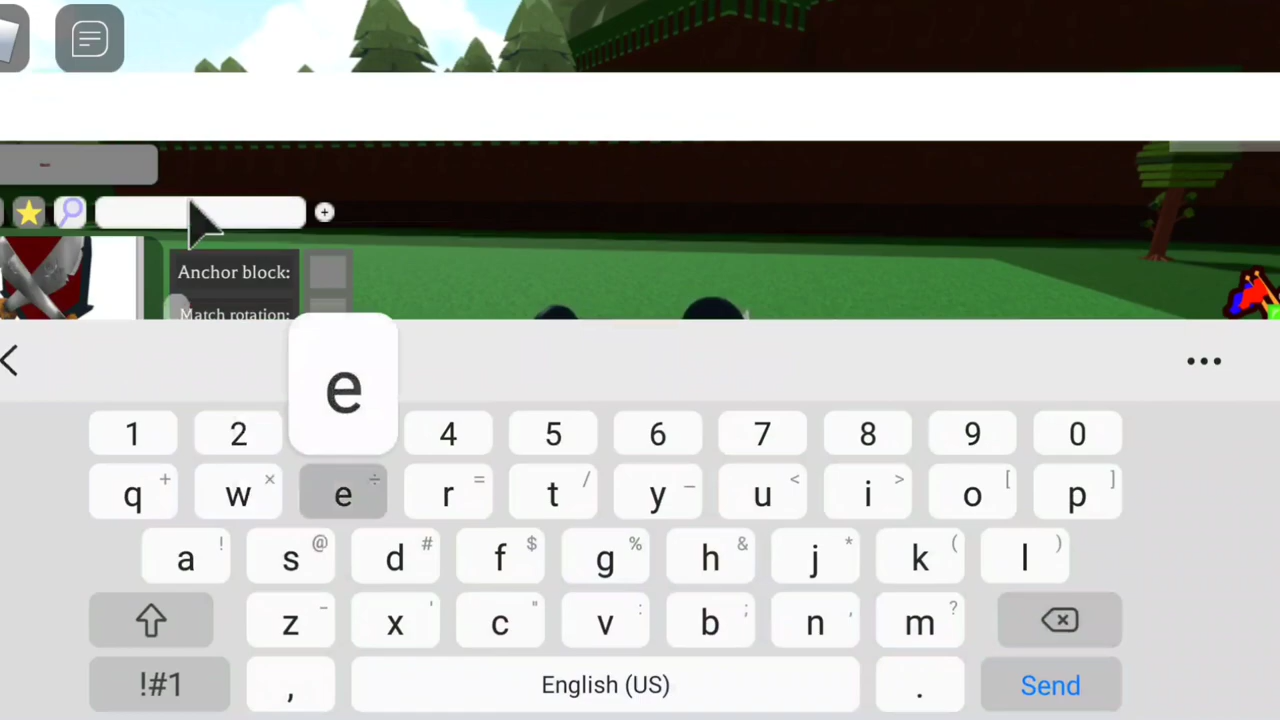 Anchor block:
Match rotation:
e
1 2 4 5 6 7 8 9 0
q + w × e ÷ r = t / y _ u < i > o [ p ]
a ! s @ d # f $ g % h & j * k ( l )
z - x ' c " v : b ; n , m ?
!#1 , English (US) . Send